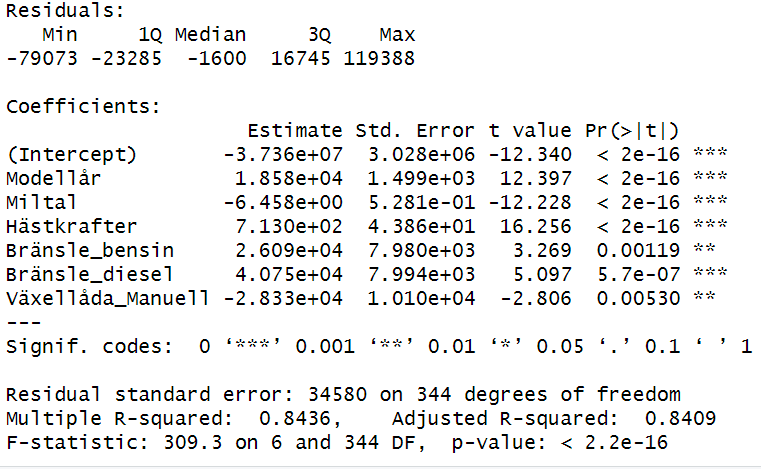 Residuals:
   Min     1Q Median     3Q    Max
-79073 -23285  -1600  16745 119388

Coefficients:
                    Estimate Std. Error t value Pr(>|t|)
(Intercept)       -3.736e+07  3.028e+06 -12.340  < 2e-16 ***
Modellår           1.858e+04  1.499e+03  12.397  < 2e-16 ***
Miltal            -6.458e+00  5.281e-01 -12.228  < 2e-16 ***
Hästkrafter        7.130e+02  4.386e+01  16.256  < 2e-16 ***
Bränsle_bensin     2.609e+04  7.980e+03   3.269  0.00119 **
Bränsle_diesel     4.075e+04  7.994e+03   5.097  5.7e-07 ***
Växellåda_Manuell -2.833e+04  1.010e+04  -2.806  0.00530 **
---
Signif. codes:  0 ‘***’ 0.001 ‘**’ 0.01 ‘*’ 0.05 ‘.’ 0.1 ‘ ’ 1

Residual standard error: 34580 on 344 degrees of freedom
Multiple R-squared:  0.8436,    Adjusted R-squared:  0.8409
F-statistic: 309.3 on 6 and 344 DF,  p-value: < 2.2e-16